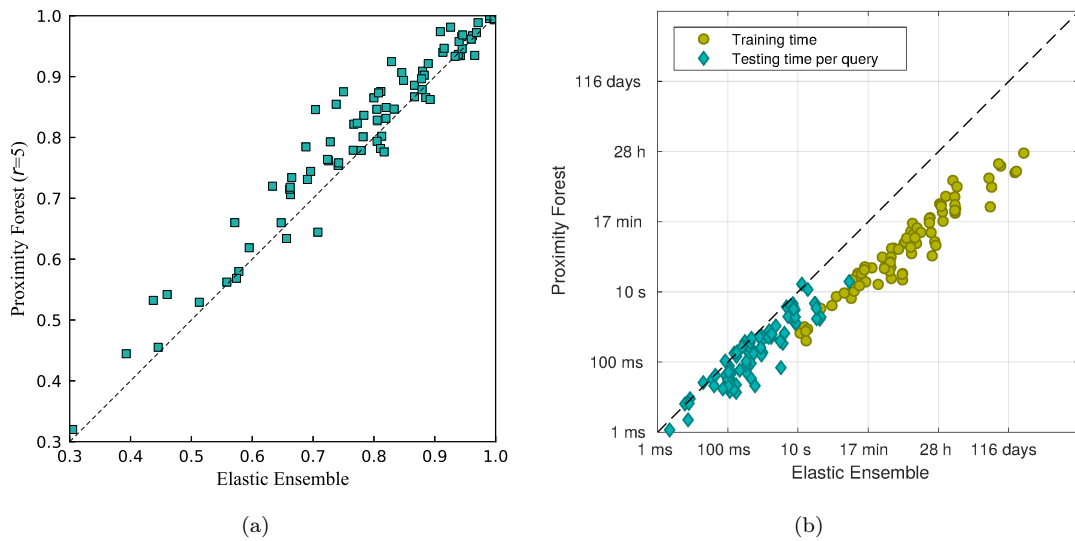 1.0
0.9
0.8
0.7
0.6
0.5
0.4
0.3
Proximity Forest (r=5)
0.3 0.4 0.5 0.6 0.7 0.8 0.9 1.0
Elastic Ensemble
(a)
Training time
Testing time per query
116 days
28 h
17 min
10 s
100 ms
1 ms
Proximity Forest
1 ms 100 ms 10 s 17 min 28 h 116 days
Elastic Ensemble
(b)